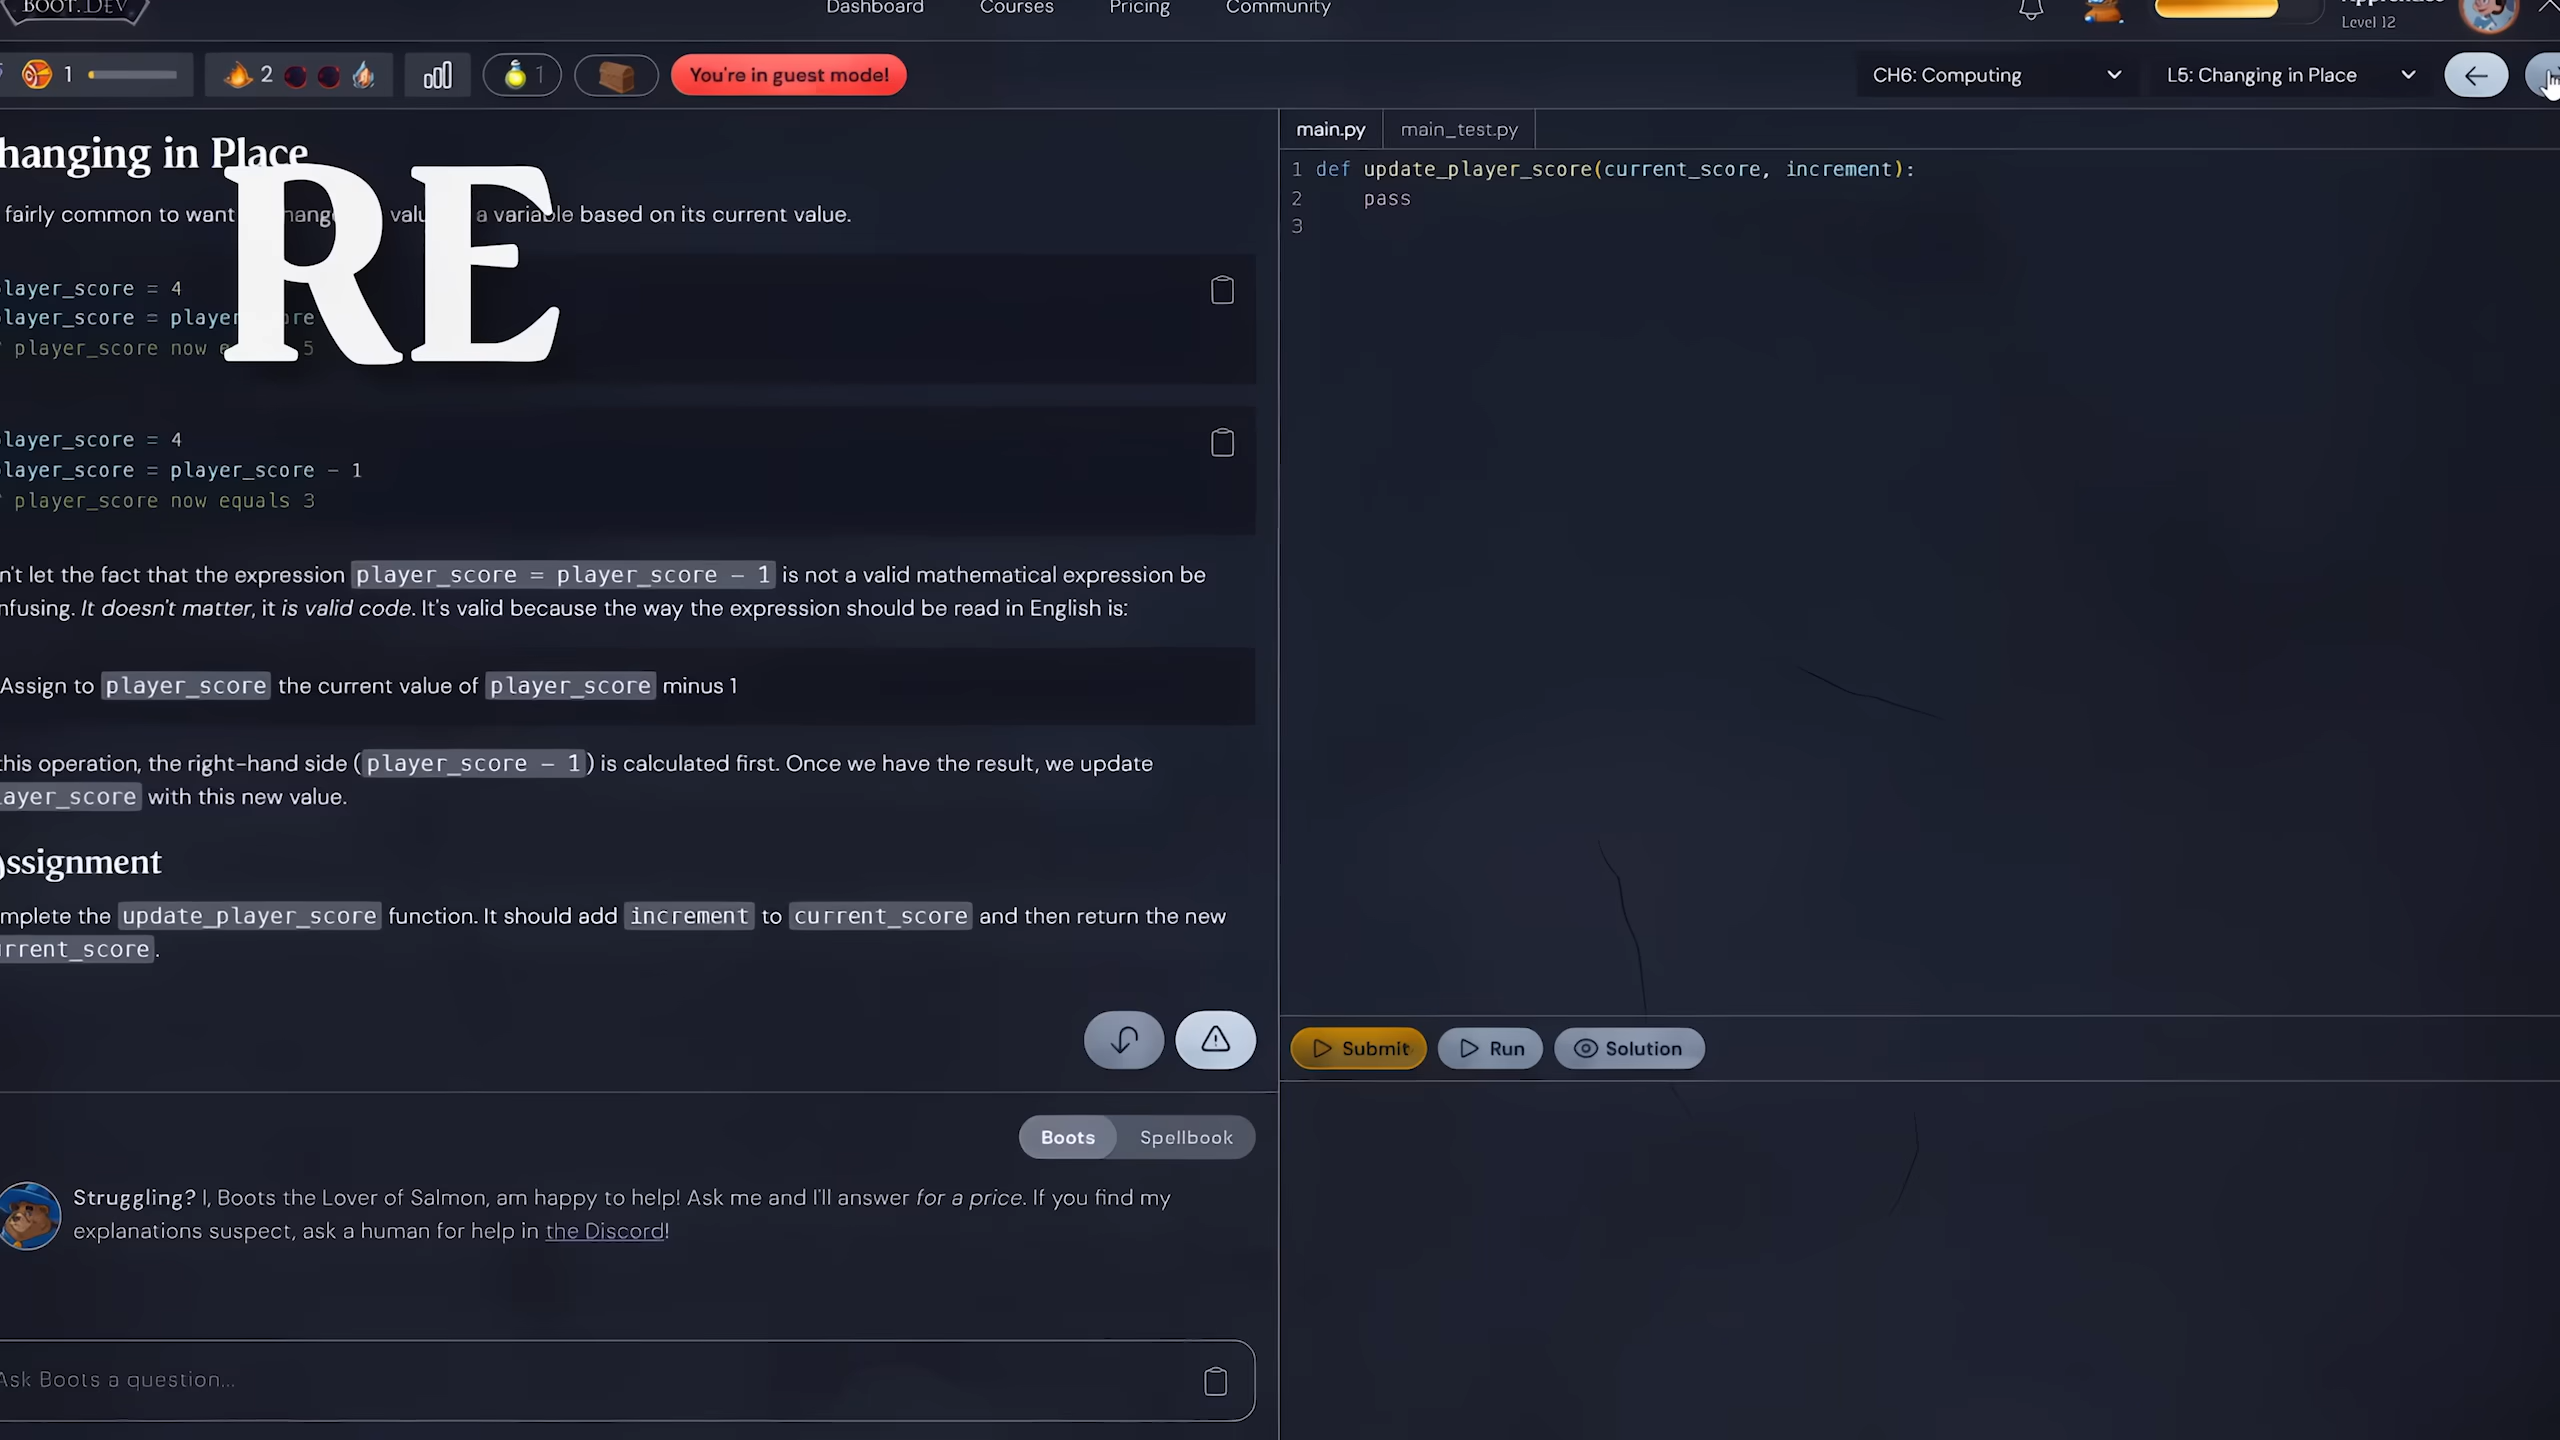 BOOT.DEV
Dashboard Courses Pricing Community
Level 12
1 2 1 You're in guest mode! CH6: Computing L5: Changing in Place
hanging in Place
RE
fairly common to want a variable based on its current value.
layer_score = 4
layer_score =
player_score now 5
layer_score = 4
layer_score = player_score - 1
player_score now equals 3
n't let the fact that the expression player_score = player_score - 1 is not a valid mathematical expression be
nfusing. It doesn't matter, it is valid code. It's valid because the way the expression should be read in English is:
Assign to player_score the current value of player_score minus 1
this operation, the right-hand side (player_score - 1) is calculated first. Once we have the result, we update
ayer_score with this new value.
ssignment
mplete the update_player_score function. It should add increment to current_score and then return the new
rrent_score.
Boots Spellbook
Struggling? I, Boots the Lover of Salmon, am happy to help! Ask me and I'll answer for a price. If you find my
explanations suspect, ask a human for help in the Discord!
Ask Boots a question...
main.py main_test.py
1 def update_player_score(current_score, increment):
2 pass
3
Submit Run Solution